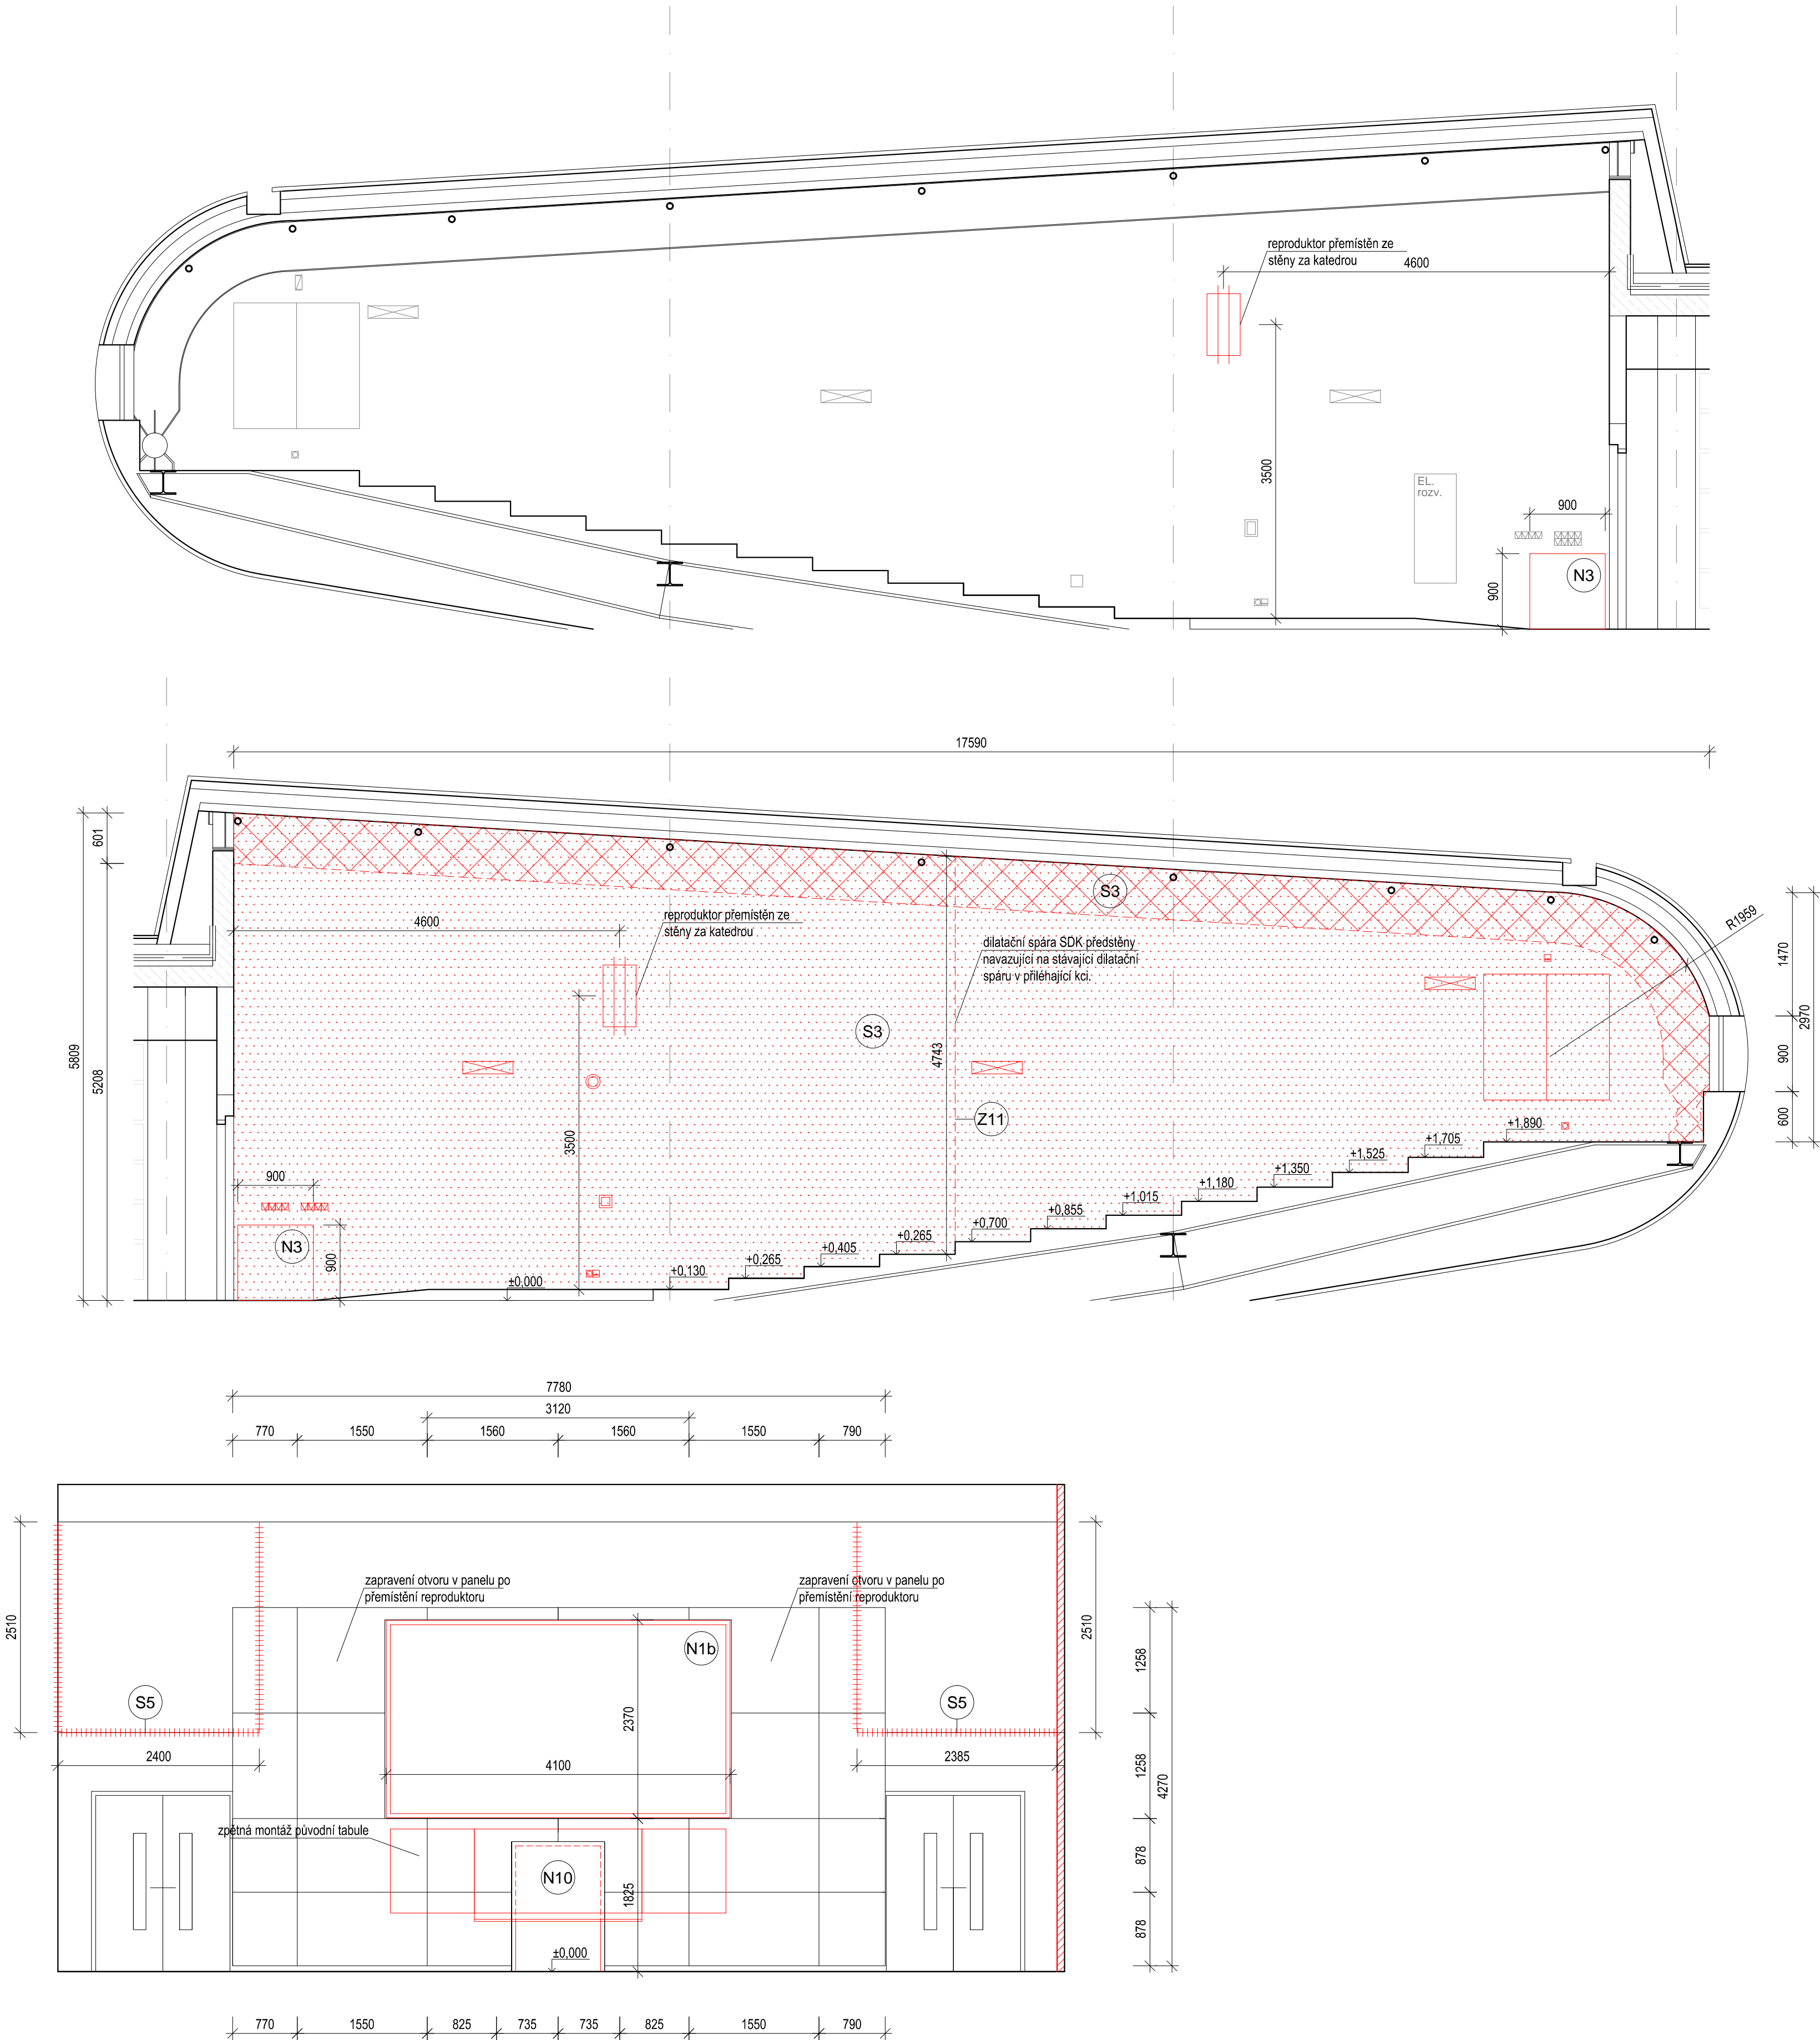 reproduktor přemístěn ze
stěny za katedrou
4600
3500
EL.
rozv.
900
900
N3
17590
601
5809
5208
4600
reproduktor přemístěn ze
stěny za katedrou
S3
dilatační spára SDK předstěny
navazující na stávající dilatační
spáru v přiléhající kci.
R1959
1470
2970
900
600
S3
4743
3500
Z11
900
N3
900
±0,000
+0,130
+0,265
+0,405
+0,265
+0,700
+0,855
+1,015
+1,180
+1,350
+1,525
+1,705
+1,890
7780
3120
770
1550
1560
1560
1550
790
2510
zapravení otvoru v panelu po
přemístění reproduktoru
zapravení otvoru v panelu po
přemístění reproduktoru
2510
N1b
1258
S5
2370
S5
2400
4100
2385
1258
4270
zpětná montáž původní tabule
N10
1825
878
878
±0,000
770
1550
825
735
735
825
1550
790